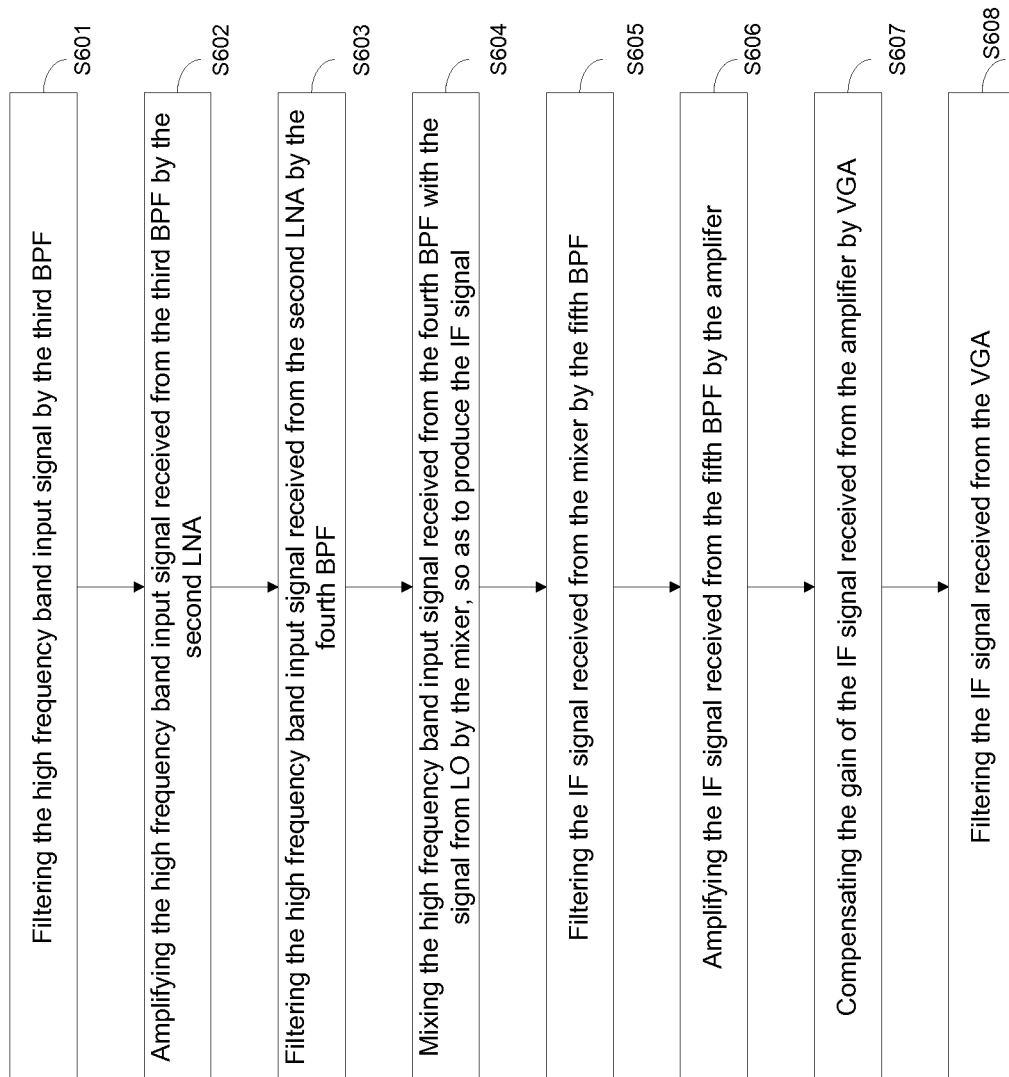 S601
Filtering the high frequency band input signal by the third BPF
S602
Amplifying the high frequency band input signal received from the third BPF by the
second LNA
S603
Filtering the high frequency band input signal received from the second LNA by the
fourth BPF
S604
Mixing the high frequency band input signal received from the fourth BPF with the
signal from LO by the mixer, so as to produce the IF signal
S605
Filtering the IF signal received from the mixer by the fifth BPF
S606
Amplifying the IF signal received from the fifth BPF by the amplifer
S607
Compensating the gain of the IF signal received from the amplifier by VGA
S608
Filtering the IF signal received from the VGA